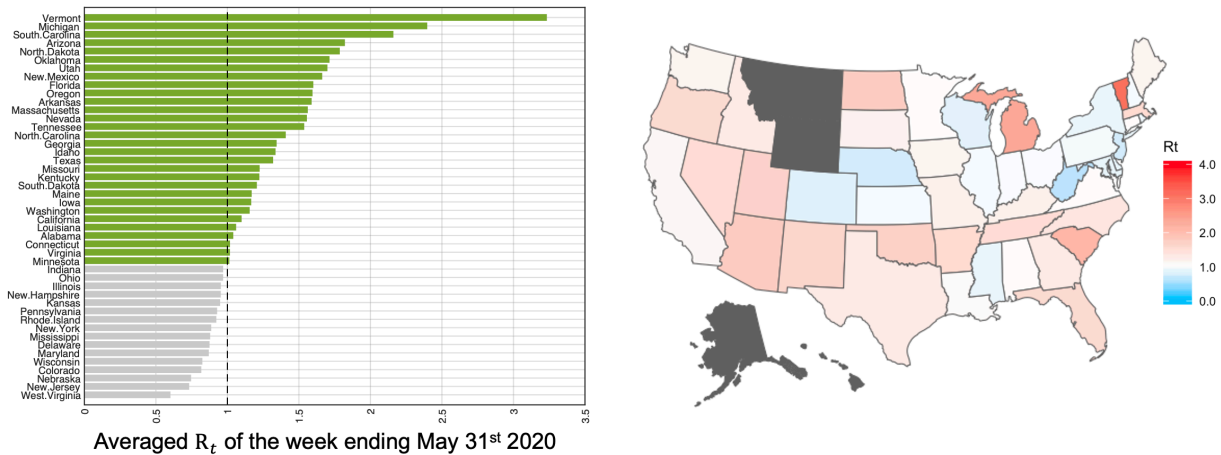 Vermont
Michigan
South.Carolina
Arizona
North.Dakota
Oklahoma
Utah
New.Mexico
Florida
Oregon
Arkansas
Massachusetts
Nevada
Tennessee
North.Carolina
Georgia
Idaho
Texas
Missouri
Kentucky
South.Dakota
Maine
Iowa
Washington
California
Louisiana
Alabama
Connecticut
Virginia
Minnesota
Indiana
Ohio
Illinois
New.Hampshire
Kansas
Pennsylvania
Rhode.Island
New.York
Mississippi
Delaware
Maryland
Wisconsin
Colorado
Nebraska
New.Jersey
West.Virginia
0 0.5 1 1.5 2 2.5 3 3.5
Averaged R𝑡 of the week ending May 31st 2020
Rt
4.0
3.0
2.0
1.0
0.0